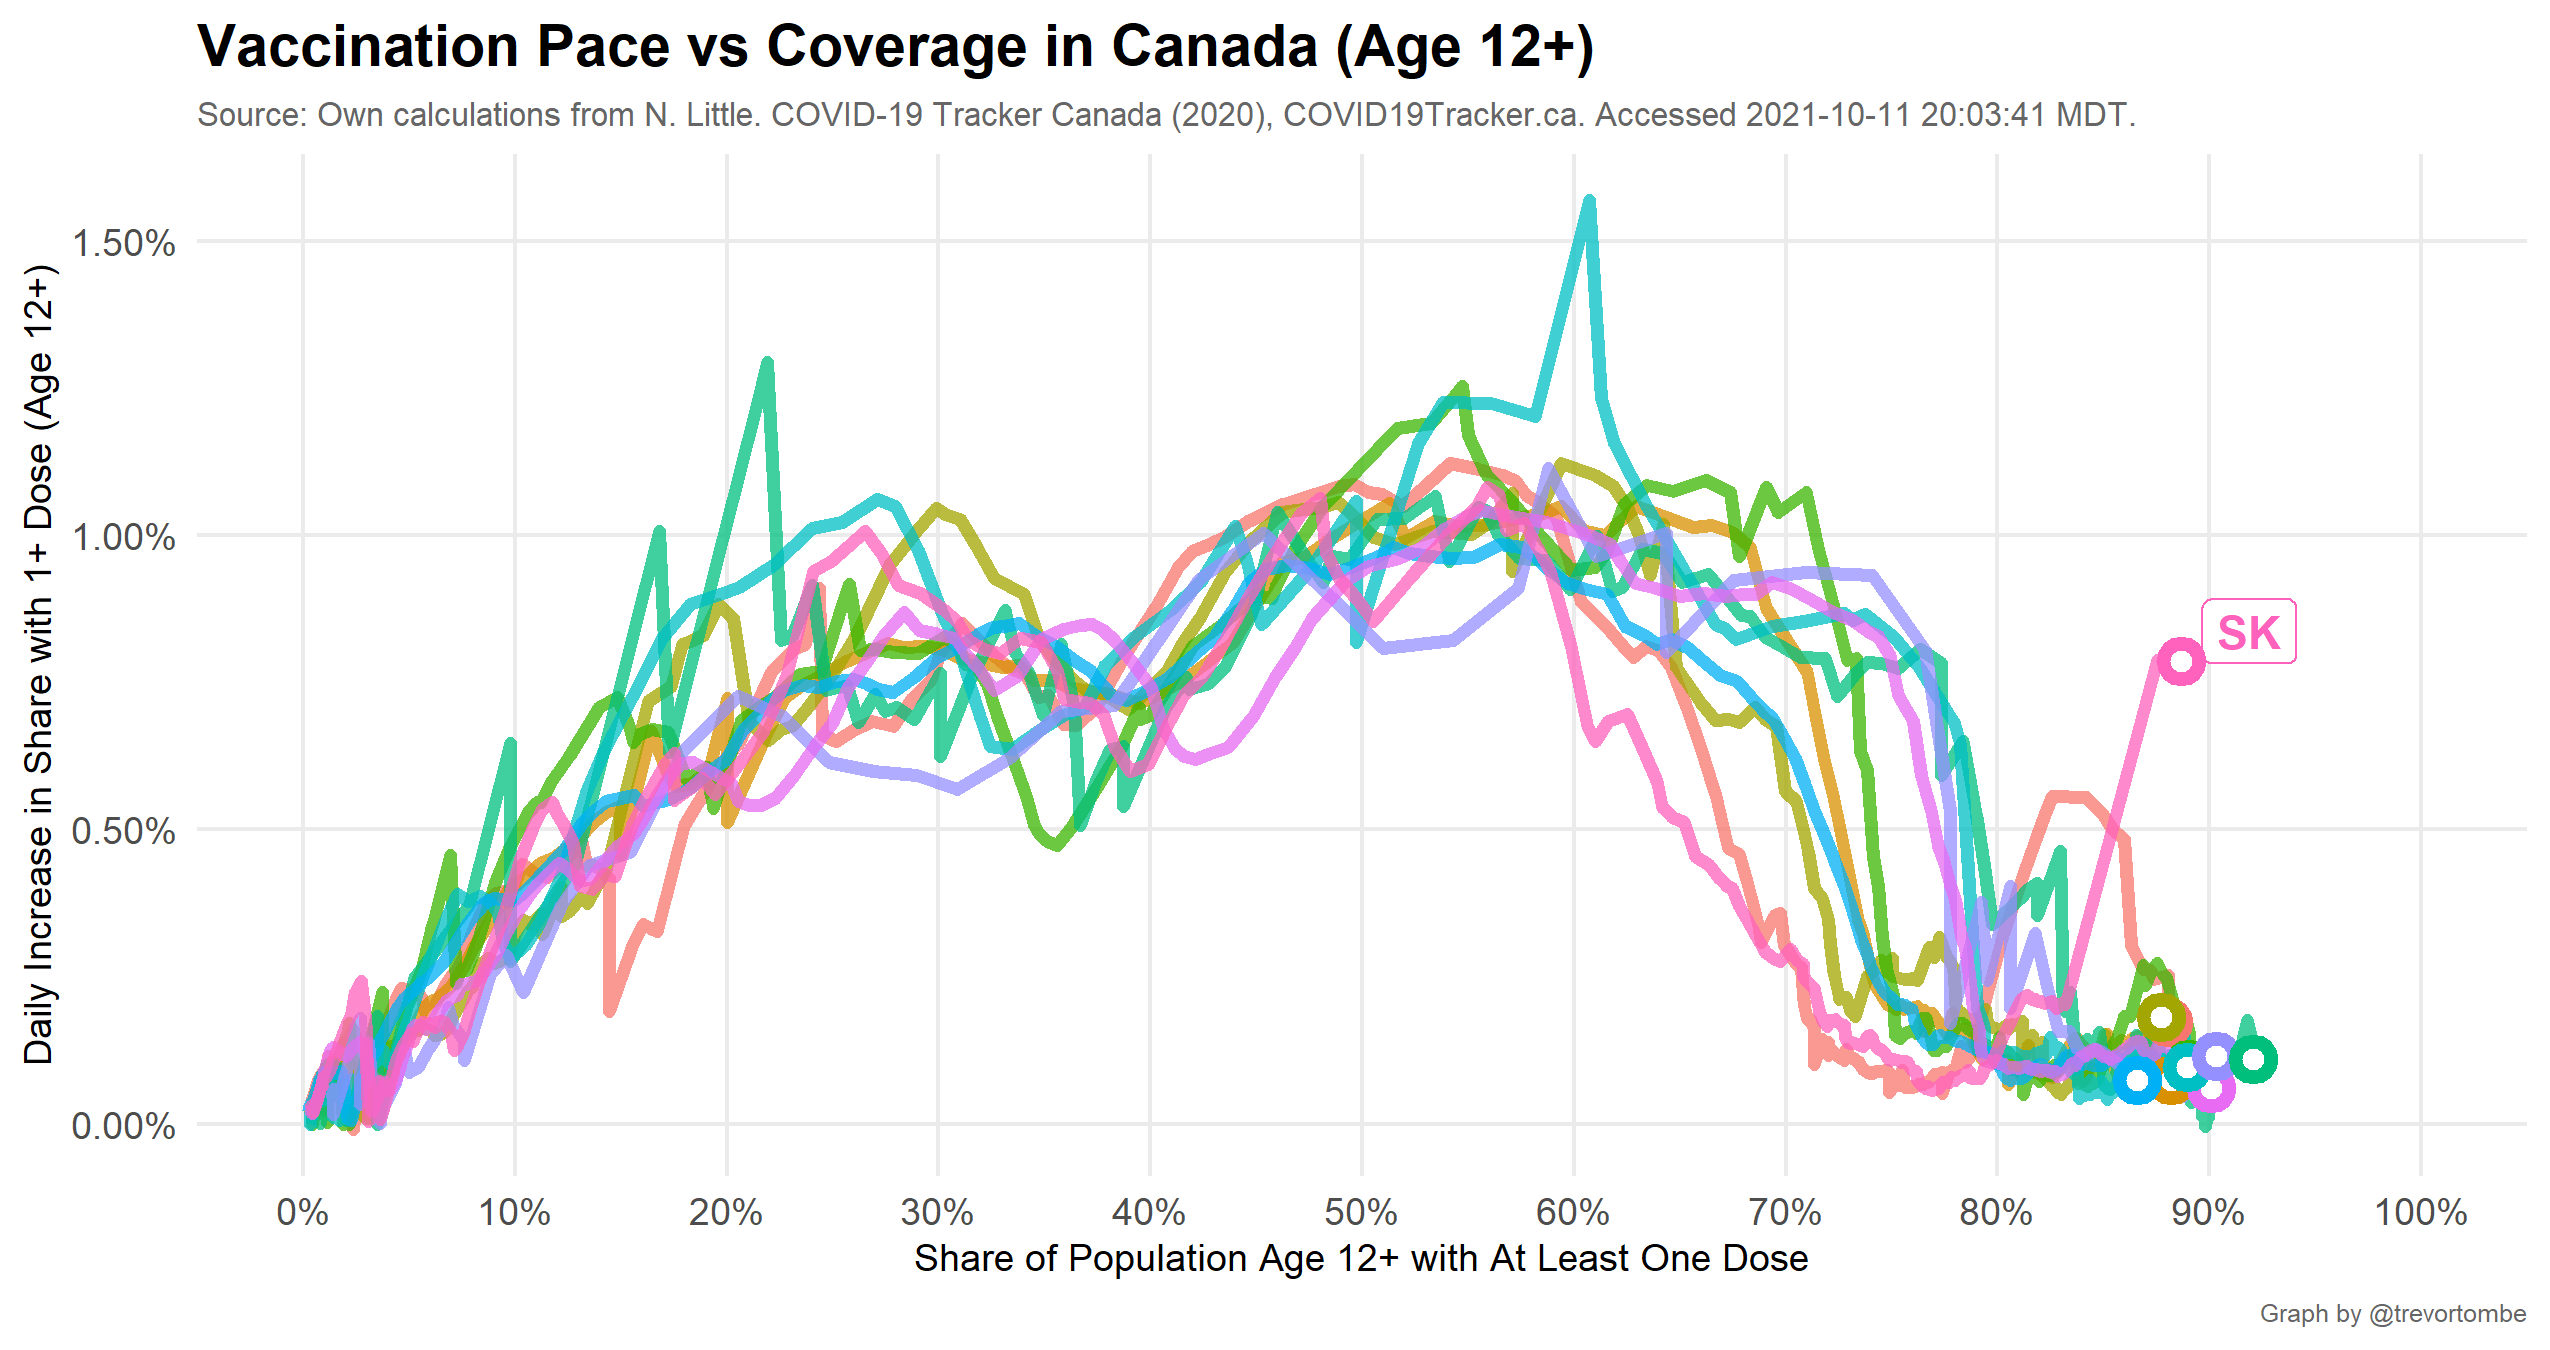 Vaccination Pace vs Coverage in Canada (Age 12+)
Source: Own calculations from N. Little. COVID-19 Tracker Canada (2020), COVID19Tracker.ca. Accessed 2021-10-11 20:03:41 MDT.
Daily Increase in Share with 1+ Dose (Age 12+)
1.50%
1.00%
0.50%
0.00%
SK
0% 10% 20% 30% 40% 50% 60% 70% 80% 90% 100%
Share of Population Age 12+ with At Least One Dose
Graph by @trevortombe